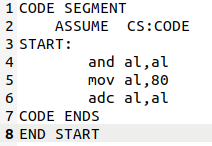 1 CODE SEGMENT
2     ASSUME  CS:CODE
3 START:
4         and al,al
5         mov al,80
6         adc al,al
7 CODE ENDS
8 END START